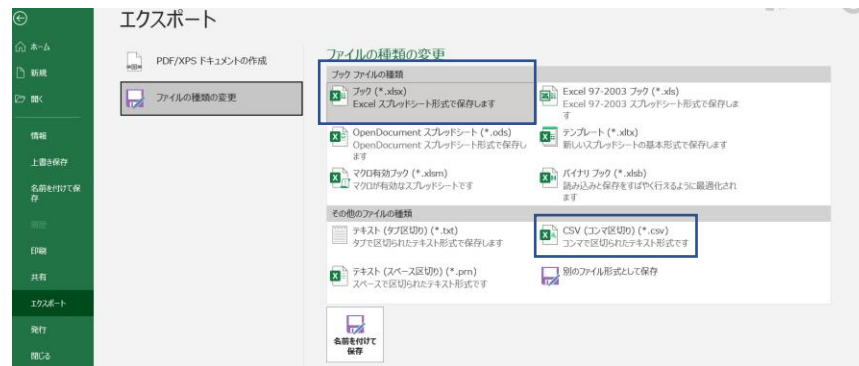 エクスポート
ホーム
新規
開く
情報
上書き保存
名前を付けて保
存
履歴
印刷
共有
エクスポート
発行
閉じる
PDF/XPS ドキュメントの作成
ファイルの種類の変更
ファイルの種類の変更
ブック ファイルの種類
ブック (*.xlsx)
Excel スプレッドシート形式で保存します
Excel 97-2003 ブック (*.xls)
Excel 97-2003 スプレッドシート形式で保存しま
す
OpenDocument スプレッドシート (*.ods)
OpenDocument スプレッドシート形式で保存し
ます
テンプレート (*.xltx)
新しいスプレッドシートの基本形式で保存します
マクロ有効ブック (*.xlsm)
マクロが有効なスプレッドシートです
バイナリ ブック (*.xlsb)
読み込みと保存をすばやく行えるように最適化され
ます
その他のファイルの種類
テキスト (タブ区切り) (*.txt)
タブで区切られたテキスト形式で保存します
CSV (コンマ区切り) (*.csv)
コンマで区切られたテキスト形式です
テキスト (スペース区切り) (*.prn)
スペースで区切られたテキスト形式です
別のファイル形式として保存
名前を付けて
保存